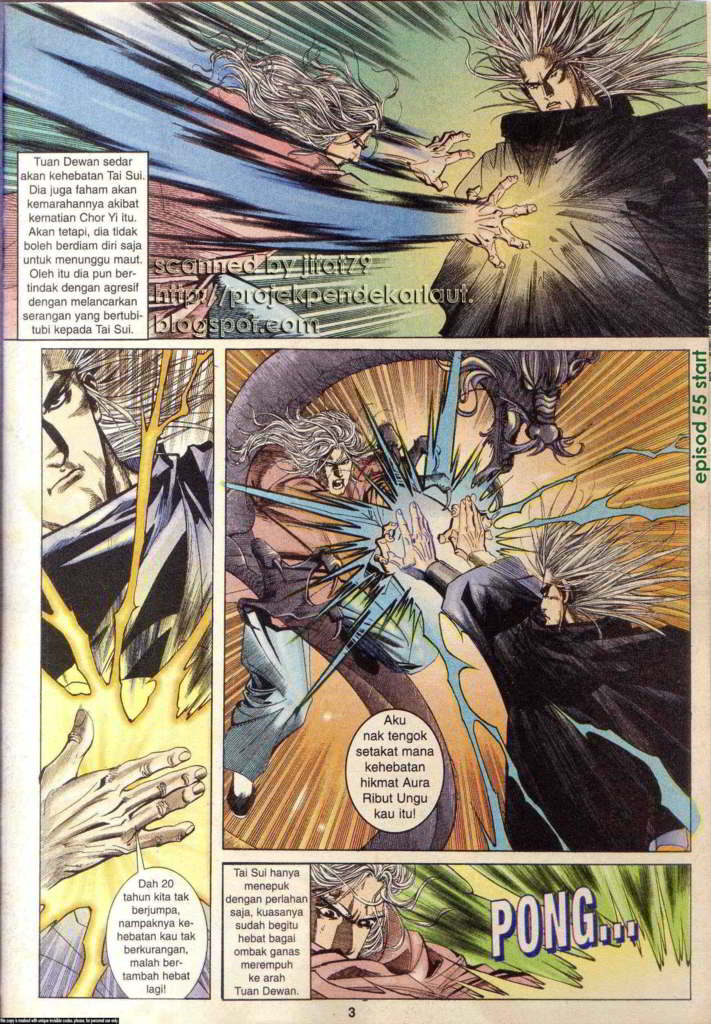 Tuan Dewan sedar
akan kehebatan Tai Sui.
Dia juga faham akan
kemarahannya akibat
kematian Chor Yi itu.
Akan tetapi, dia tidak
boleh berdiam diri saja
untuk menunggu maut.
Oleh itu dia pun ber-
tindak dengan agresif
dengan melancarkan
serangan yang bertubi-
tubi kepada Tai Sui.
scanned by jifat79
http://projekpendekarlaut.
blogspot.com
episod 55 start
Dah 20
tahun kita tak
berjumpa,
nampaknya ke-
hebatan kau tak
berkurangan,
malah ber-
tambah hebat
lagi!
Aku
nak tengok
setakat mana
kehebatan
hikmat Aura
Ribut Ungu
kau itu!
Tai Sui hanya
menepuk
dengan perlahan
saja, kuasanya
sudah begitu
hebat bagai
ombak ganas
merempuh
ke arah
Tuan Dewan.
PONG...
3